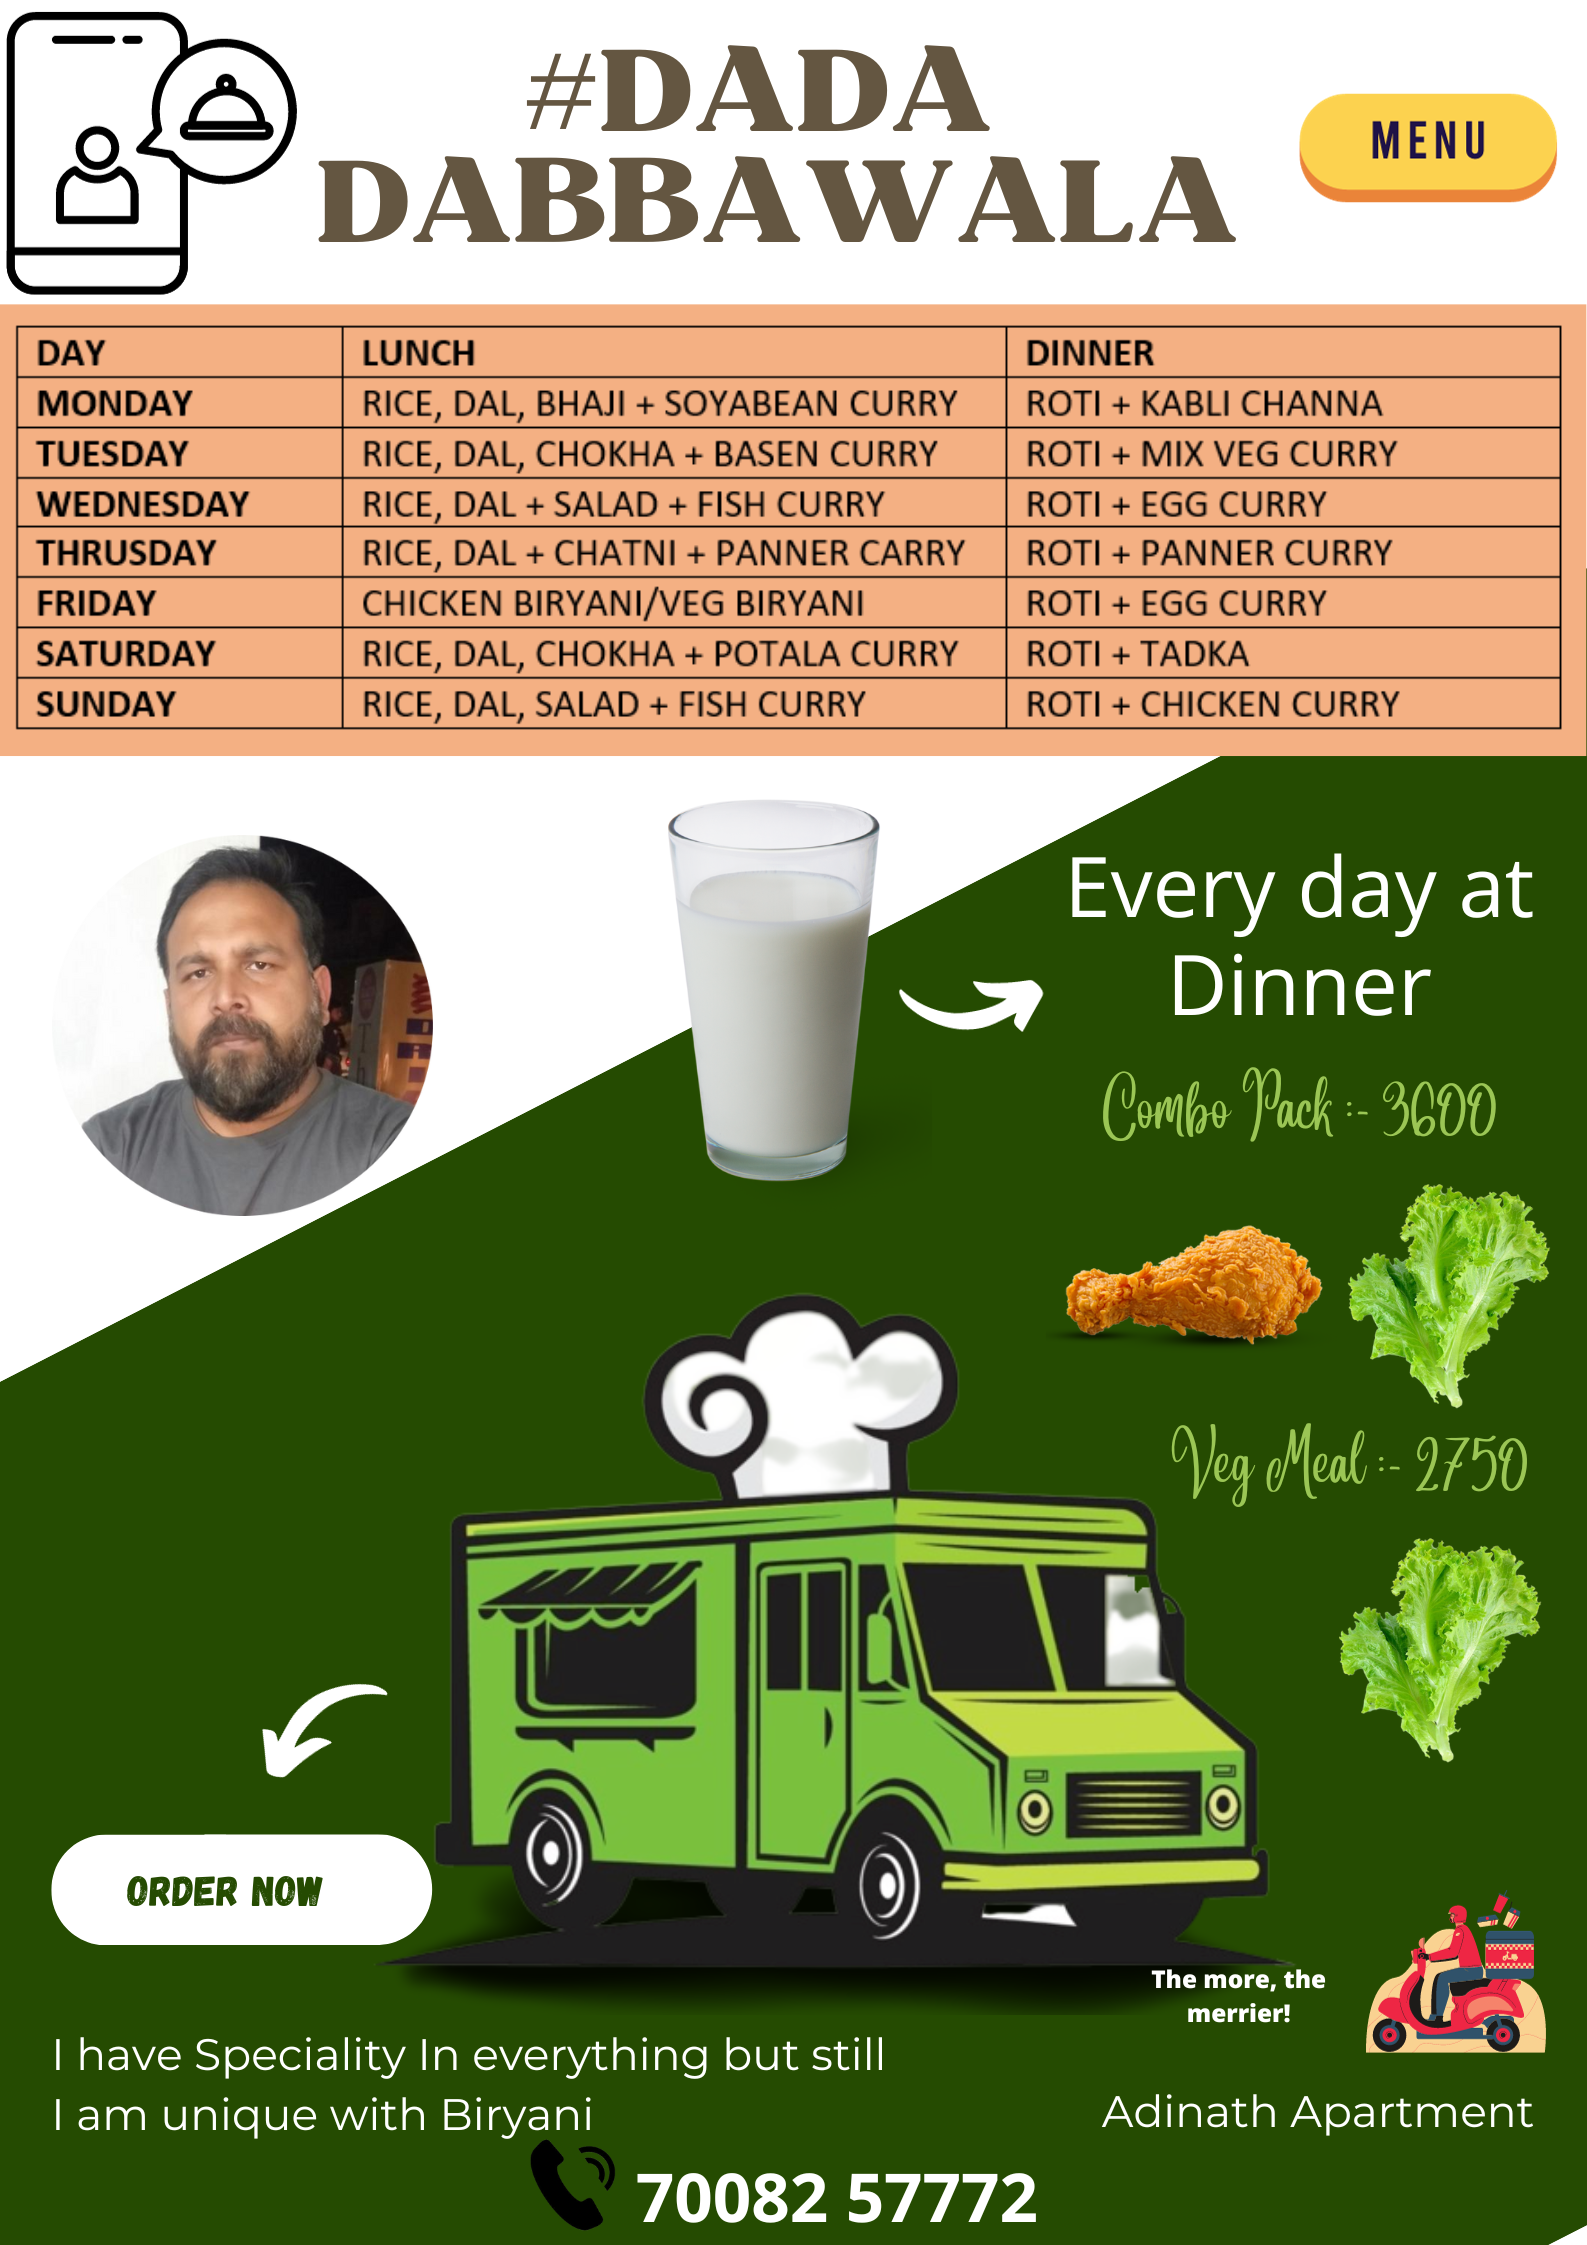 #DADA
DABBAWALA
MENU
DAY LUNCH DINNER
MONDAY RICE, DAL, BHAJI + SOYABEAN CURRY ROTI + KABLI CHANNA
TUESDAY RICE, DAL, CHOKHA + BASEN CURRY ROTI + MIX VEG CURRY
WEDNESDAY RICE, DAL + SALAD + FISH CURRY ROTI + EGG CURRY
THRUSDAY RICE, DAL + CHATNI + PANNER CARRY ROTI + PANNER CURRY
FRIDAY CHICKEN BIRYANI/VEG BIRYANI ROTI + EGG CURRY
SATURDAY RICE, DAL, CHOKHA + POTALA CURRY ROTI + TADKA
SUNDAY RICE, DAL, SALAD + FISH CURRY ROTI + CHICKEN CURRY
Every day at
Dinner
Combo Pack :- 3600
Veg Meal :- 2750
ORDER NOW
The more, the
merrier!
I have Speciality In everything but still
I am unique with Biryani
Adinath Apartment
70082 57772